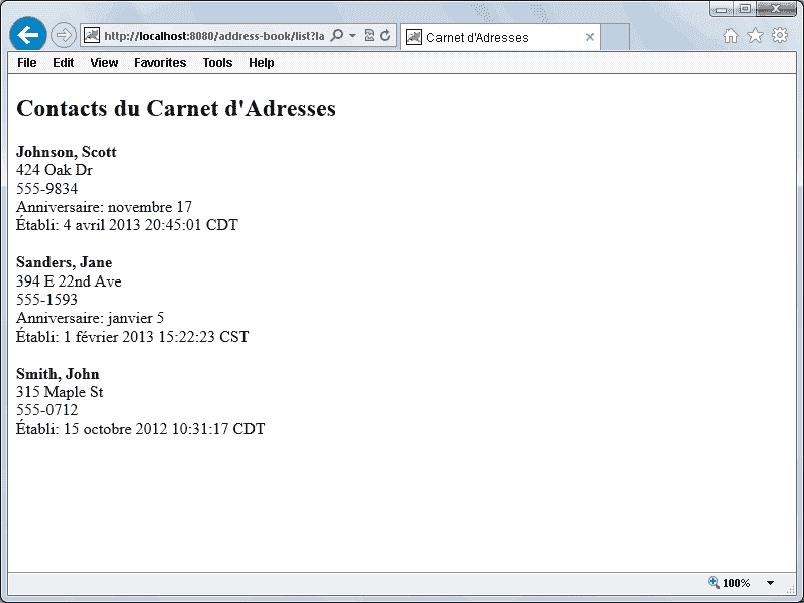 http://localhost:8080/address-book/list?la
Carnet d'Adresses
File Edit View Favorites Tools Help
Contacts du Carnet d'Adresses
Johnson, Scott
424 Oak Dr
555-9834
Anniversaire: novembre 17
Établi: 4 avril 2013 20:45:01 CDT
Sanders, Jane
394 E 22nd Ave
555-1593
Anniversaire: janvier 5
Établi: 1 février 2013 15:22:23 CST
Smith, John
315 Maple St
555-0712
Établi: 15 octobre 2012 10:31:17 CDT
100%